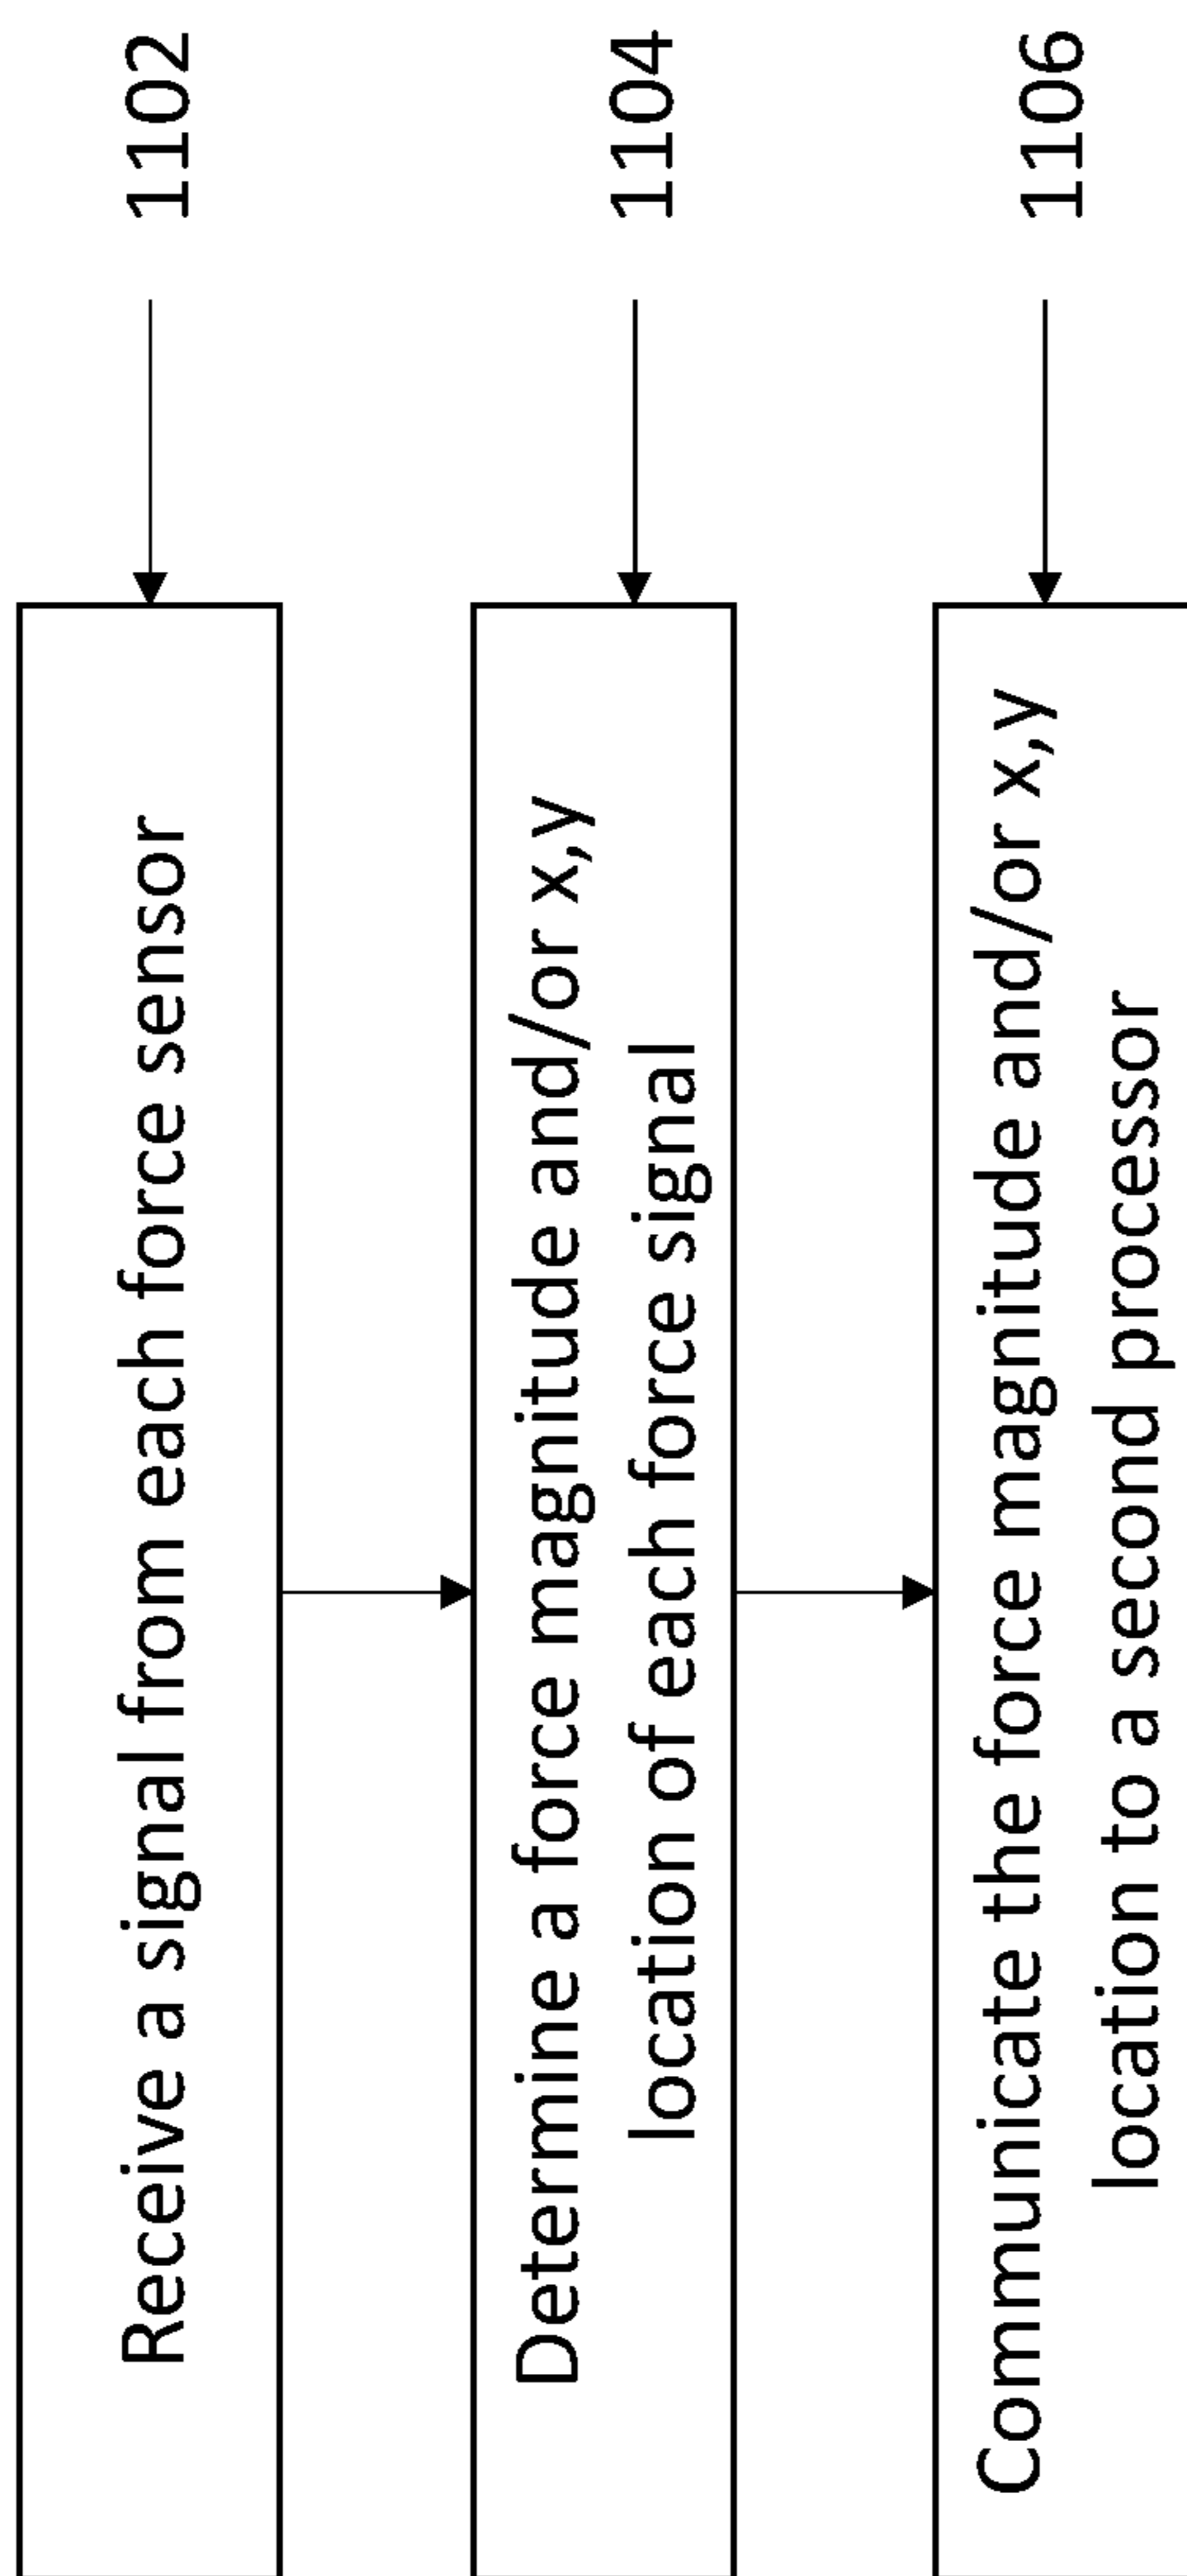 Receive a signal from each force sensor
1102
Determine a force magnitude and/or x,y
location of each force signal
1104
Communicate the force magnitude and/or x,y
location to a second processor
1106